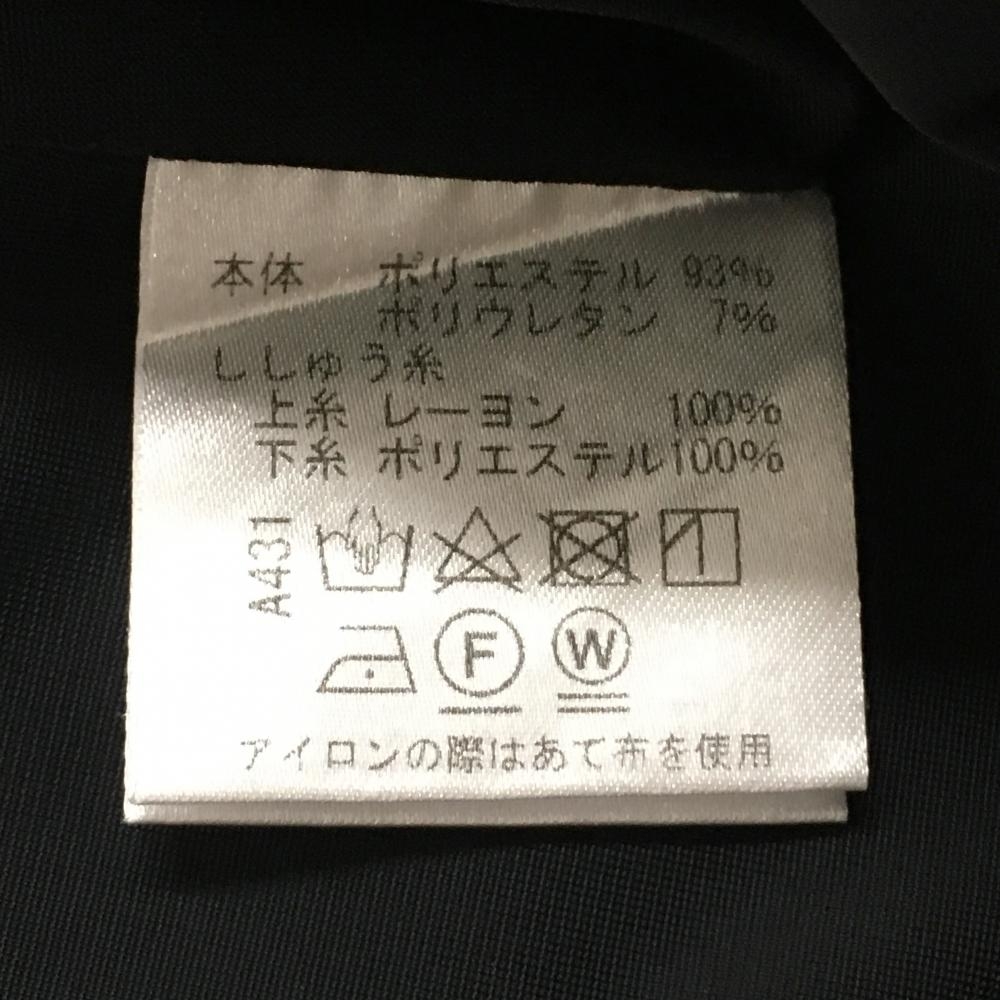 本体 ポリエステル 93%
ポリウレタン 7%
ししゅう糸
上糸 レーヨン 100%
下糸 ポリエステル100%
A431
F W
アイロンの際はあて布を使用